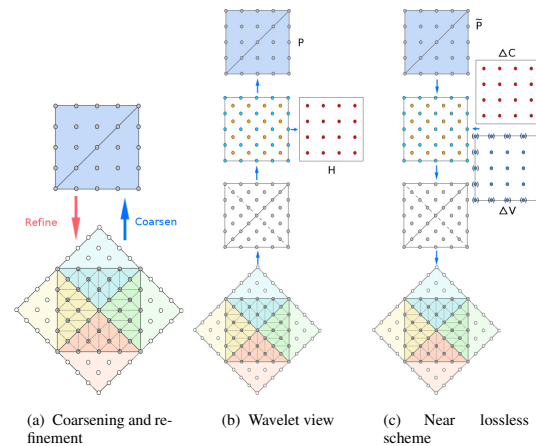 P
P̃
ΔC
H
ΔV
Refine
Coarsen
(a) Coarsening and re-
finement
(b) Wavelet view
(c) Near lossless
scheme